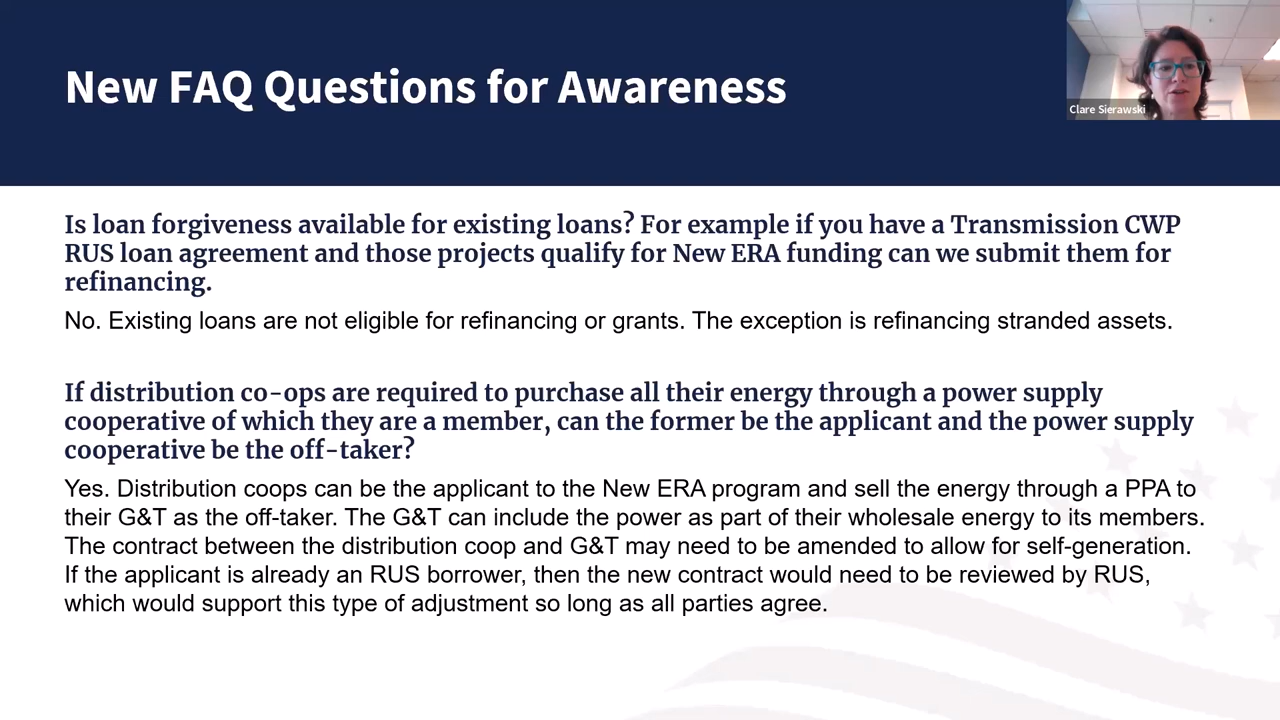 New FAQ Questions for Awareness
Clare Sierawski
Is loan forgiveness available for existing loans? For example if you have a Transmission CWP
RUS loan agreement and those projects qualify for New ERA funding can we submit them for
refinancing.
No. Existing loans are not eligible for refinancing or grants. The exception is refinancing stranded assets.
If distribution co-ops are required to purchase all their energy through a power supply
cooperative of which they are a member, can the former be the applicant and the power supply
cooperative be the off-taker?
Yes. Distribution coops can be the applicant to the New ERA program and sell the energy through a PPA to
their G&T as the off-taker. The G&T can include the power as part of their wholesale energy to its members.
The contract between the distribution coop and G&T may need to be amended to allow for self-generation.
If the applicant is already an RUS borrower, then the new contract would need to be reviewed by RUS,
which would support this type of adjustment so long as all parties agree.